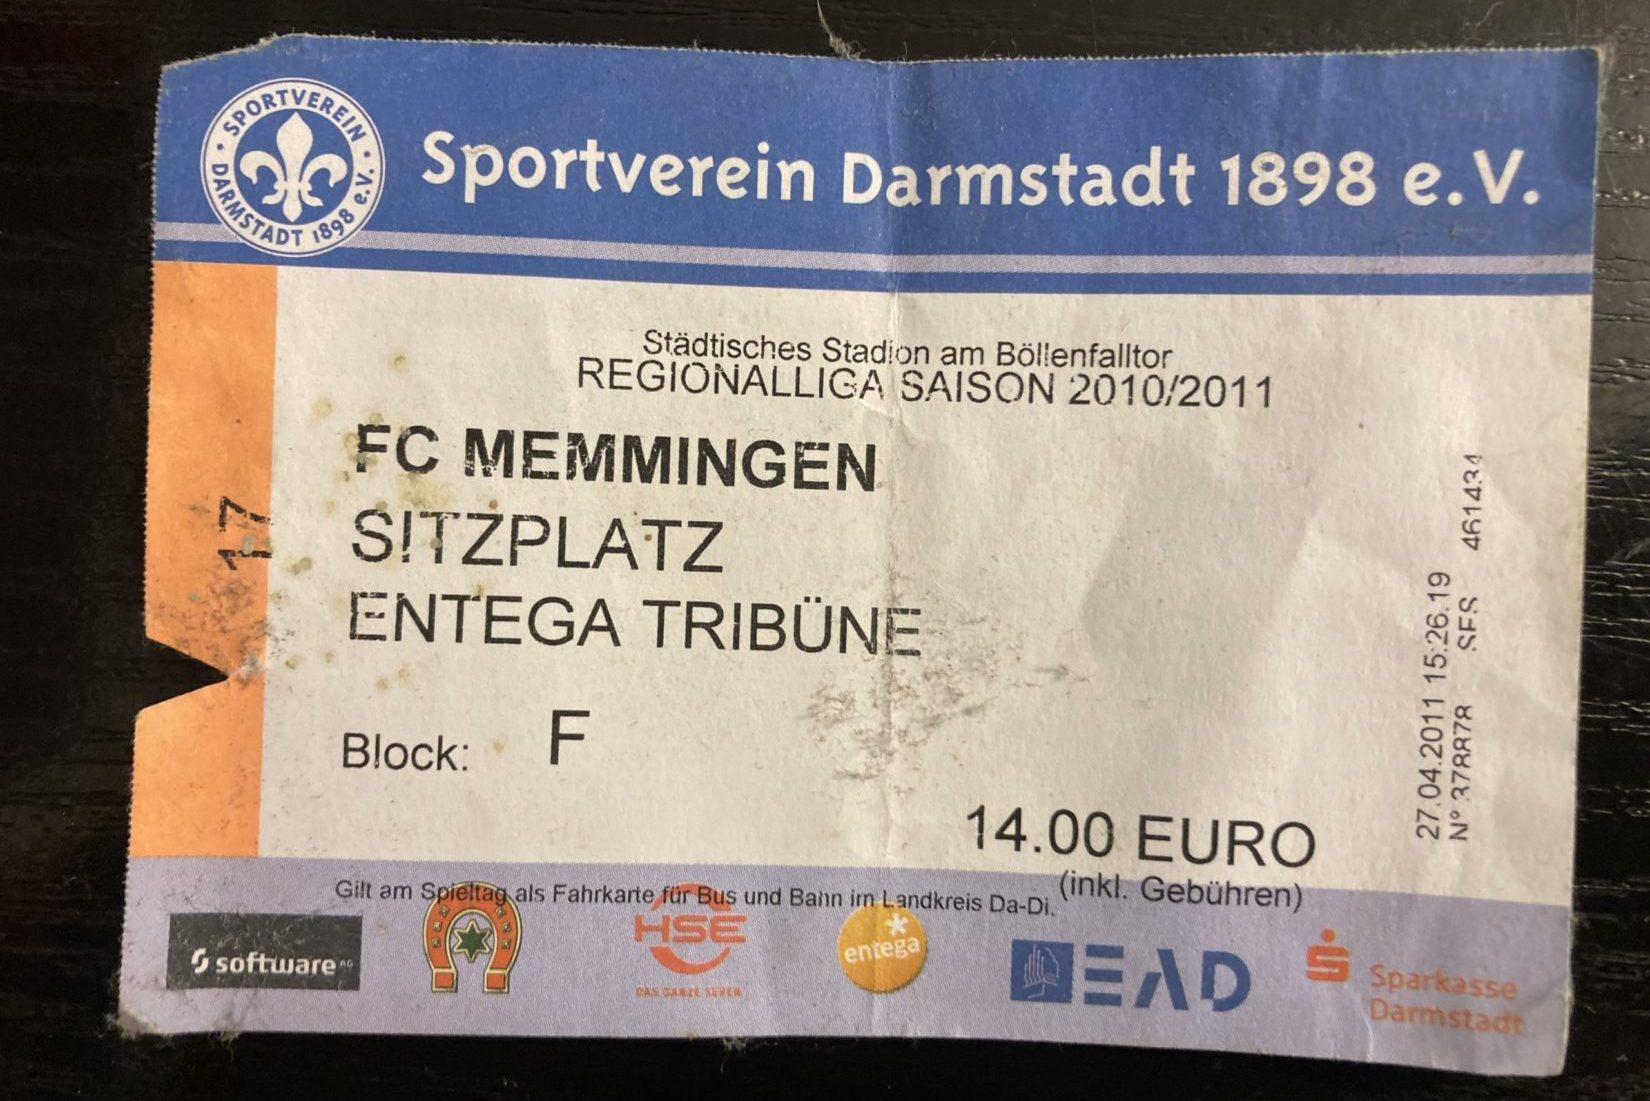 SPORTVEREIN DARMSTADT 1898 e.V.
Sportverein Darmstadt 1898 e.V.
Städtisches Stadion am Böllenfalltor
REGIONALLIGA SAISON 2010/2011
FC MEMMINGEN
SITZPLATZ
ENTEGA TRIBÜNE
Block: F
17
14.00 EURO
(inkl. Gebühren)
27.04.2011 15:26.19
N° 378878 SFS 461434
Gilt am Spieltag als Fahrkarte für Bus und Bahn im Landkreis Da-Di.
software AG
HSE
DAS GANZE SEHEN
entega
EAD
Sparkasse
Darmstadt